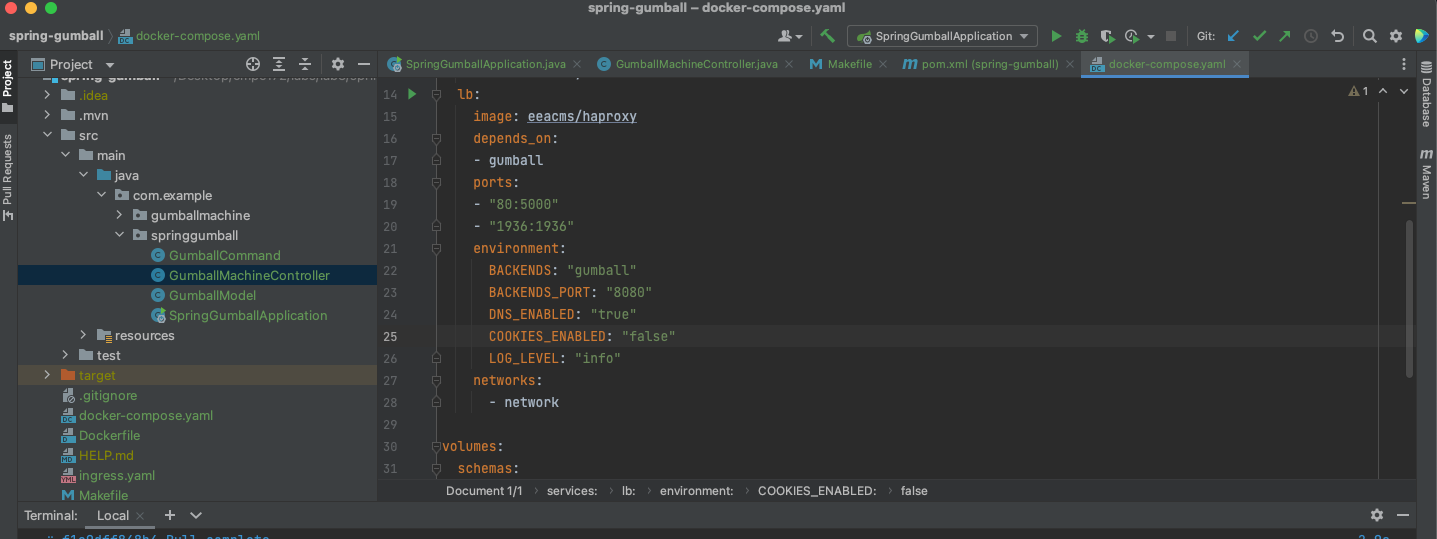 spring-gumball – docker-compose.yaml
spring-gumball docker-compose.yaml
SpringGumballApplication
Git:
Project
SpringGumballApplication.java
GumballMachineController.java
Makefile
pom.xml (spring-gumball)
docker-compose.yaml
Project
Pull Requests
.idea
.mvn
src
main
java
com.example
gumballmachine
springgumball
GumballCommand
GumballMachineController
GumballModel
SpringGumballApplication
resources
test
target
.gitignore
docker-compose.yaml
Dockerfile
HELP.md
ingress.yaml
Makefile
14 lb:
15 image: eeacms/haproxy
16 depends_on:
17 - gumball
18 ports:
19 - "80:5000"
20 - "1936:1936"
21 environment:
22 BACKENDS: "gumball"
23 BACKENDS_PORT: "8080"
24 DNS_ENABLED: "true"
25 COOKIES_ENABLED: "false"
26 LOG_LEVEL: "info"
27 networks:
28 - network
29
30 volumes:
31 schemas:
1
Database
Maven
Document 1/1 services: lb: environment: COOKIES_ENABLED: false
Terminal: Local